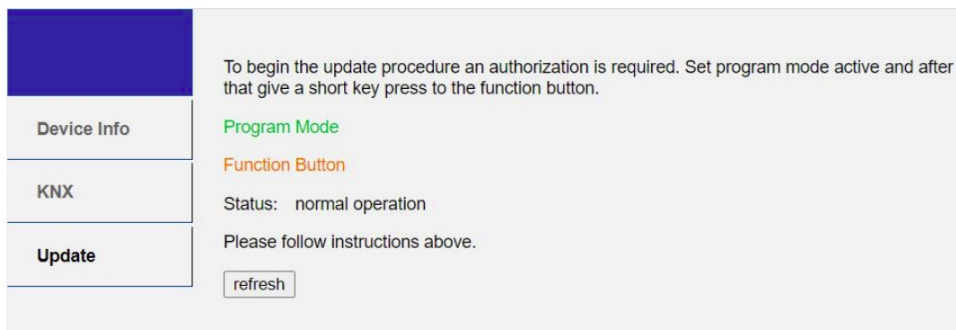 To begin the update procedure an authorization is required. Set program mode active and after
that give a short key press to the function button.
Device Info
Program Mode
Function Button
KNX
Status: normal operation
Please follow instructions above.
Update
refresh